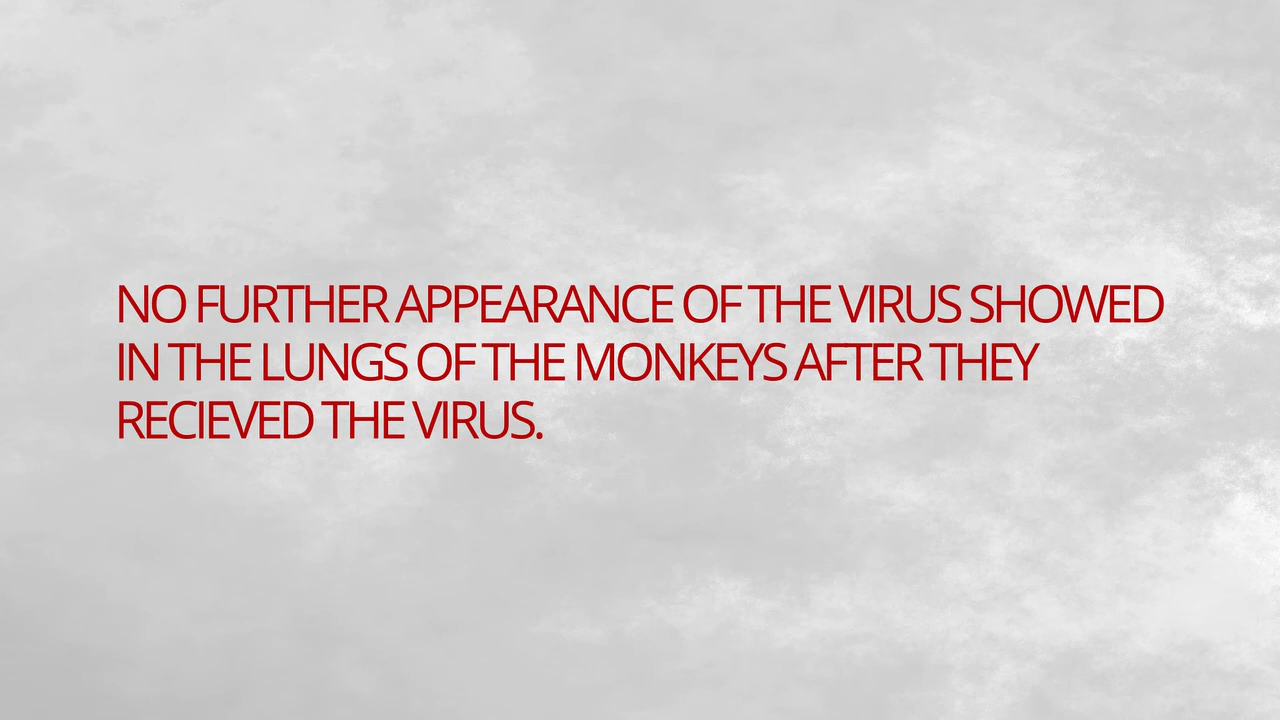 NO FURTHER APPEARANCE OF THE VIRUS SHOWED
IN THE LUNGS OF THE MONKEYS AFTER THEY
RECIEVED THE VIRUS.